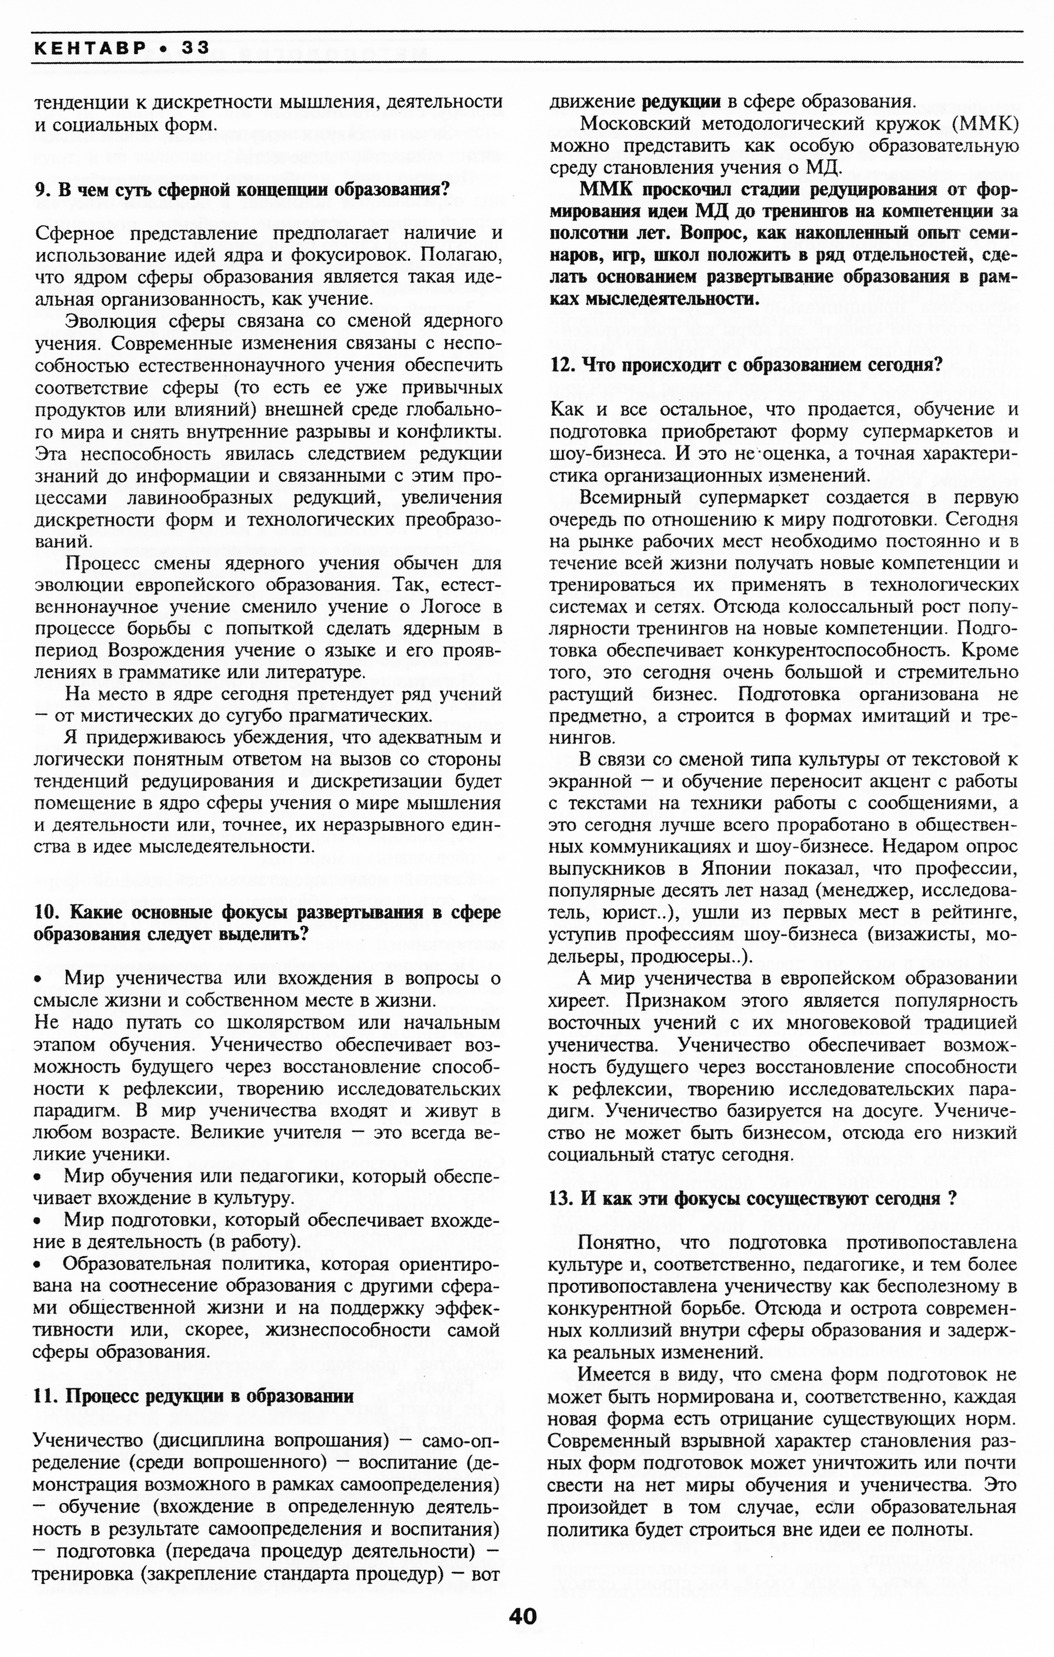 КЕНТАВР • 33
тенденции к дискретности мышления, деятельности
и социальных форм.
9. В чем суть сферной концепции образования?
Сферное представление предполагает наличие и
использование идей ядра и фокусировок. Полагаю,
что ядром сферы образования является такая иде-
альная организованность, как учение.
Эволюция сферы связана со сменой ядерного
учения. Современные изменения связаны с неспо-
собностью естественнонаучного учения обеспечить
соответствие сферы (то есть ее уже привычных
продуктов или влияний) внешней среде глобально-
го мира и снять внутренние разрывы и конфликты.
Эта неспособность явилась следствием редукции
знаний до информации и связанными с этим про-
цессами лавинообразных редукций, увеличения
дискретности форм и технологических преобразо-
ваний.
Процесс смены ядерного учения обычен для
эволюции европейского образования. Так, естест-
веннонаучное учение сменило учение о Логосе в
процессе борьбы с попыткой сделать ядерным в
период Возрождения учение о языке и его прояв-
лениях в грамматике или литературе.
На место в ядре сегодня претендует ряд учений
— от мистических до сугубо прагматических.
Я придерживаюсь убеждения, что адекватным и
логически понятным ответом на вызов со стороны
тенденций редуцирования и дискретизации будет
помещение в ядро сферы учения о мире мышления
и деятельности или, точнее, их неразрывного един-
ства в идее мыследеятельности.
10. Какие основные фокусы развертывания в сфере
образования следует выделить?
• Мир ученичества или вхождения в вопросы о
смысле жизни и собственном месте в жизни.
Не надо путать со школярством или начальным
этапом обучения. Ученичество обеспечивает воз-
можность будущего через восстановление способ-
ности к рефлексии, творению исследовательских
парадигм. В мир ученичества входят и живут в
любом возрасте. Великие учителя — это всегда ве-
ликие ученики.
• Мир обучения или педагогики, который обеспе-
чивает вхождение в культуру.
• Мир подготовки, который обеспечивает вхожде-
ние в деятельность (в работу).
• Образовательная политика, которая ориентиро-
вана на соотнесение образования с другими сфера-
ми общественной жизни и на поддержку эффек-
тивности или, скорее, жизнеспособности самой
сферы образования.
11. Процесс редукции в образовании
Ученичество (дисциплина вопрошания) — само-оп-
ределение (среди вопрошенного) — воспитание (де-
монстрация возможного в рамках самоопределения)
— обучение (вхождение в определенную деятель-
ность в результате самоопределения и воспитания)
— подготовка (передача процедур деятельности) —
тренировка (закрепление стандарта процедур) — вот
движение редукции в сфере образования.
Московский методологический кружок (ММК)
можно представить как особую образовательную
среду становления учения о МД.
ММК проскочил стадии редуцирования от фор-
мирования идеи МД до тренингов на компетенции за
полсотни лет. Вопрос, как накопленный опыт семи-
наров, игр, школ положить в ряд отдельностей, сде-
лать основанием развертывание образования в рам-
ках мыследеятельности.
12. Что происходит с образованием сегодня?
Как и все остальное, что продается, обучение и
подготовка приобретают форму супермаркетов и
шоу-бизнеса. И это не оценка, а точная характери-
стика организационных изменений.
Всемирный супермаркет создается в первую
очередь по отношению к миру подготовки. Сегодня
на рынке рабочих мест необходимо постоянно и в
течение всей жизни получать новые компетенции и
тренироваться их применять в технологических
системах и сетях. Отсюда колоссальный рост попу-
лярности тренингов на новые компетенции. Подго-
товка обеспечивает конкурентоспособность. Кроме
того, это сегодня очень большой и стремительно
растущий бизнес. Подготовка организована не
предметно, а строится в формах имитаций и тре-
нингов.
В связи со сменой типа культуры от текстовой к
экранной — и обучение переносит акцент с работы
с текстами на техники работы с сообщениями, а
это сегодня лучше всего проработано в обществен-
ных коммуникациях и шоу-бизнесе. Недаром опрос
выпускников в Японии показал, что профессии,
популярные десять лет назад (менеджер, исследова-
тель, юрист..), ушли из первых мест в рейтинге,
уступив профессиям шоу-бизнеса (визажисты, мо-
дельеры, продюсеры..).
А мир ученичества в европейском образовании
хиреет. Признаком этого является популярность
восточных учений с их многовековой традицией
ученичества. Ученичество обеспечивает возмож-
ность будущего через восстановление способности
к рефлексии, творению исследовательских пара-
дигм. Ученичество базируется на досуге. Учениче-
ство не может быть бизнесом, отсюда его низкий
социальный статус сегодня.
13. И как эти фокусы сосуществуют сегодня ?
Понятно, что подготовка противопоставлена
культуре и, соответственно, педагогике, и тем более
противопоставлена ученичеству как бесполезному в
конкурентной борьбе. Отсюда и острота современ-
ных коллизий внутри сферы образования и задерж-
ка реальных изменений.
Имеется в виду, что смена форм подготовок не
может быть нормирована и, соответственно, каждая
новая форма есть отрицание существующих норм.
Современный взрывной характер становления раз-
ных форм подготовок может уничтожить или почти
свести на нет миры обучения и ученичества. Это
произойдет в том случае, если образовательная
политика будет строиться вне идеи ее полноты.
40